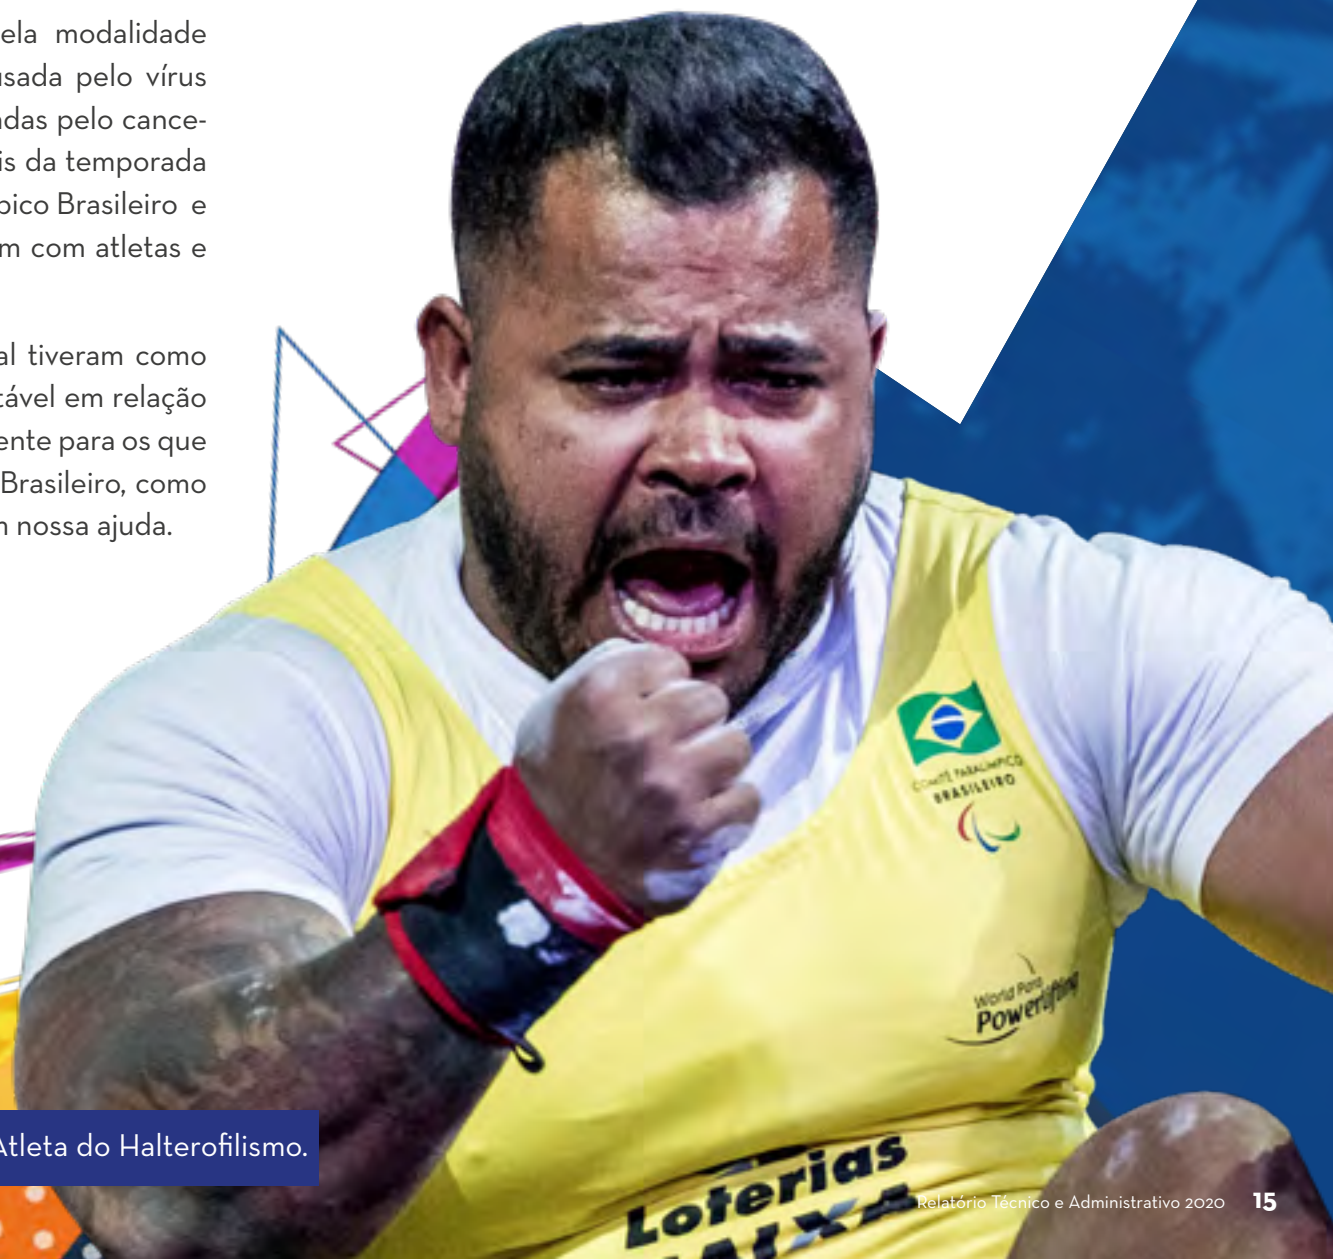 ela modalidade
sada pelo vírus
das pelo cance-
is da temporada
pico Brasileiro e
m com atletas e
al tiveram como
tável em relação
ente para os que
Brasileiro, como
m nossa ajuda.
COMITÊ PARALÍMPICO
BRASILEIRO
World Para
Powerlifting
Atleta do Halterofilismo.
Loterias
CAIXA
Relatório Técnico e Administrativo 2020 15